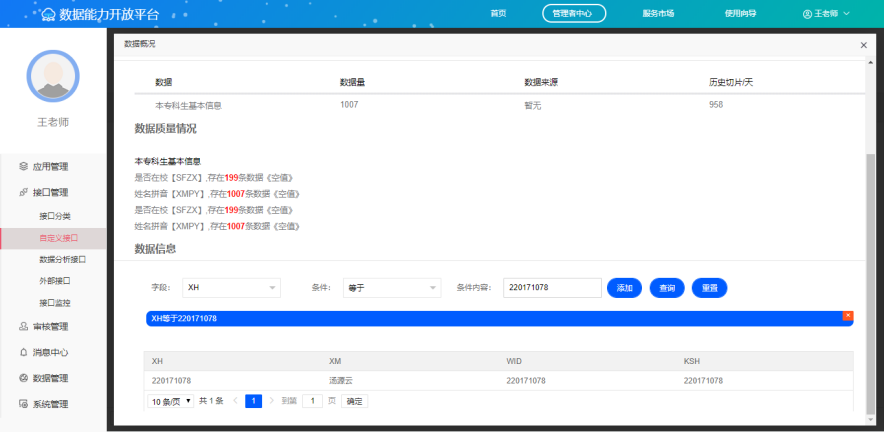 数据能力开放平台 首页 管理者中心 服务市场 使用向导 王老师
数据概况 ×
王老师
应用管理
接口管理
接口分类
自定义接口
数据分析接口
外部接口
接口监控
审核管理
消息中心
数据管理
系统管理
数据 数据量 数据来源 历史切片/天
本专科生基本信息 1007 暂无 958
数据质量情况
本专科生基本信息
是否在校【SFZX】,存在199条数据《空值》
姓名拼音【XMPY】,存在1007条数据《空值》
是否在校【SFZX】,存在199条数据《空值》
姓名拼音【XMPY】,存在1007条数据《空值》
数据信息
字段: XH 条件: 等于 条件内容: 220171078 添加 查询 重置
XH等于220171078 ×
XH XM WID KSH
220171078 汤源云 220171078 220171078
10 条/页 共 1 条 < 1 > 到第 1 页 确定